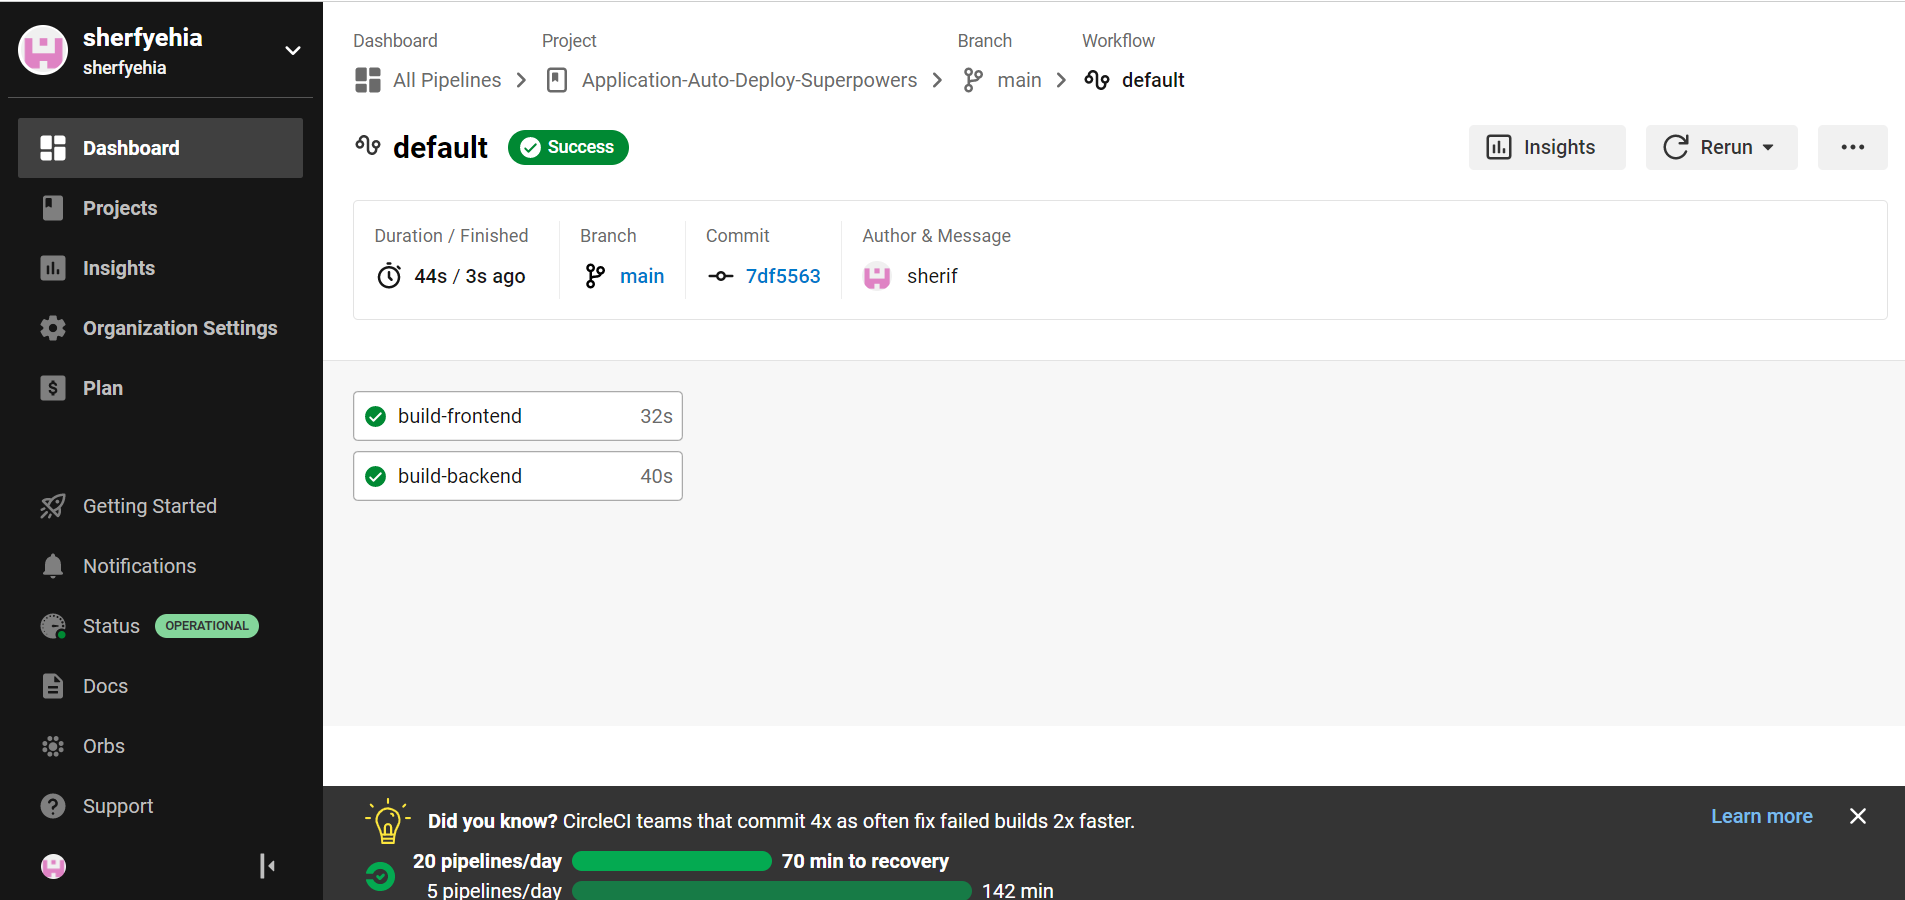 sherfyehia
sherfyehia
Dashboard
Projects
Insights
Organization Settings
Plan
Getting Started
Notifications
Status OPERATIONAL
Docs
Orbs
Support
Dashboard Project Branch Workflow
All Pipelines Application-Auto-Deploy-Superpowers main default
default Success Insights Rerun
Duration / Finished Branch Commit Author & Message
44s / 3s ago main 7df5563 sherif
build-frontend 32s
build-backend 40s
Did you know? CircleCI teams that commit 4x as often fix failed builds 2x faster. Learn more
20 pipelines/day 70 min to recovery
5 pipelines/day 142 min